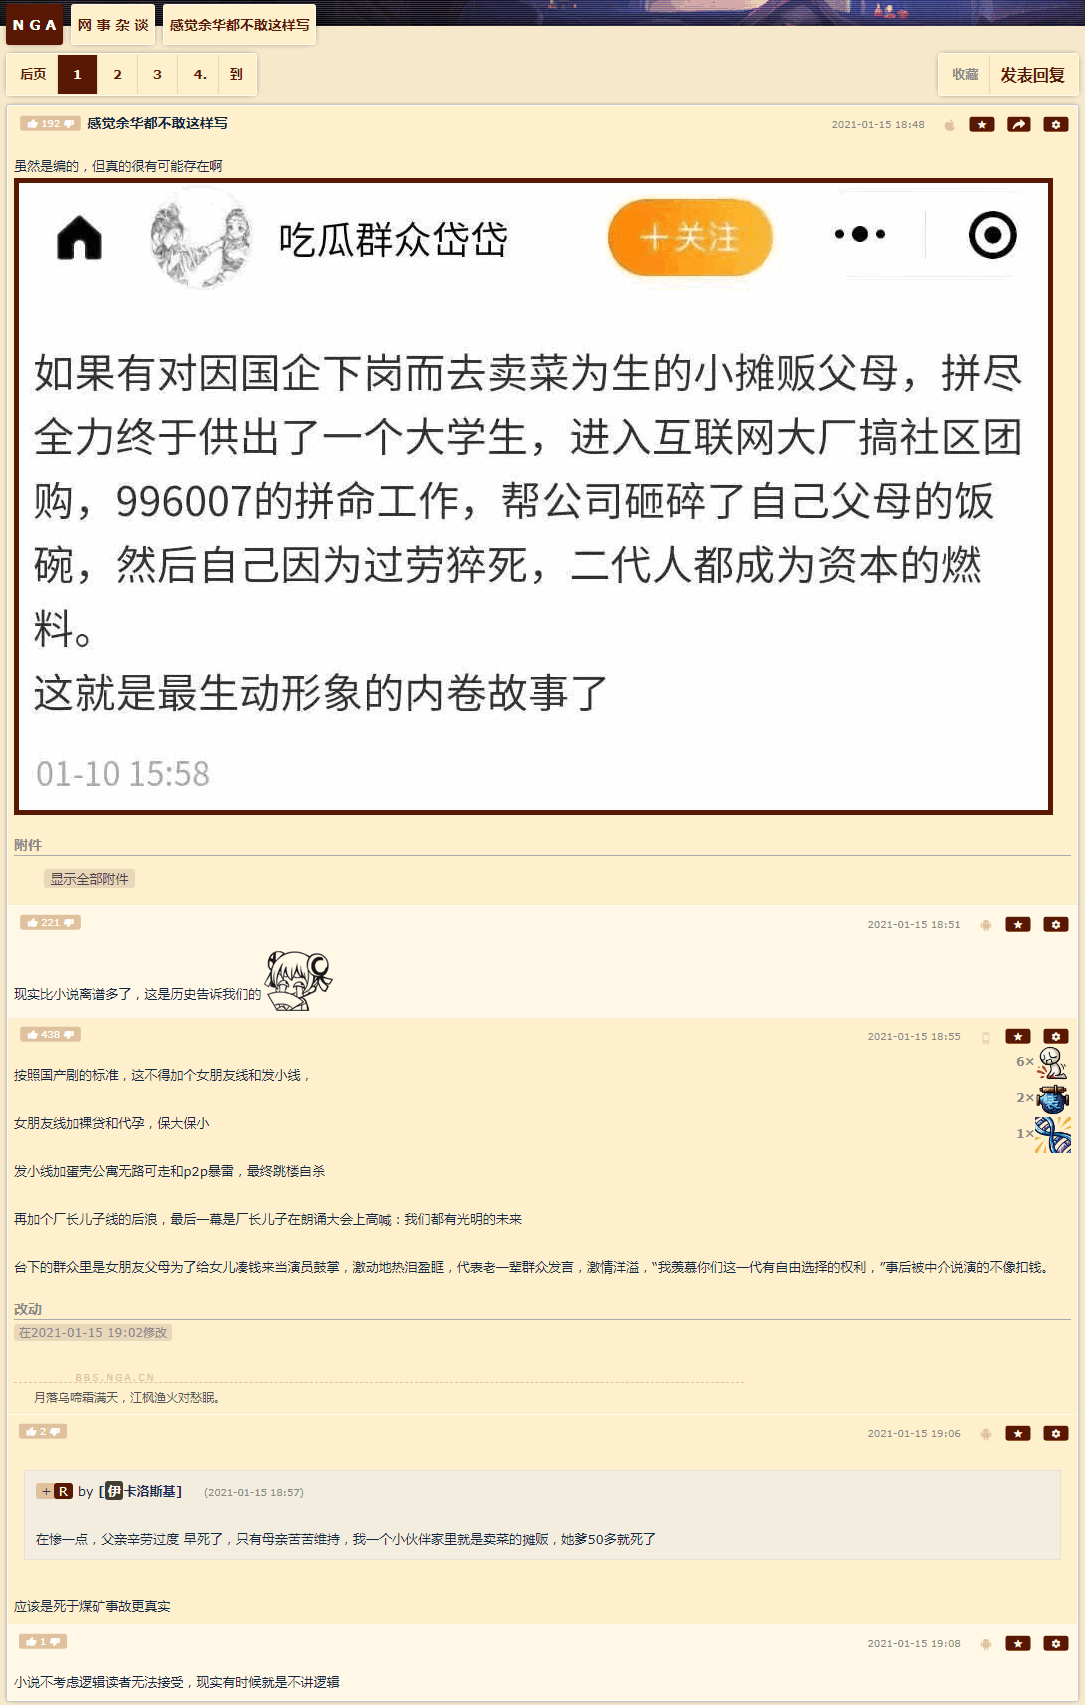 NGA 网事杂谈 感觉余华都不敢这样写
后页 1 2 3 4. 到 收藏 发表回复
192 感觉余华都不敢这样写 2021-01-15 18:48
虽然是编的，但真的很有可能存在啊
吃瓜群众岱岱 十关注
如果有对因国企下岗而去卖菜为生的小摊贩父母，拼尽
全力终于供出了一个大学生，进入互联网大厂搞社区团
购，996007的拼命工作，帮公司砸碎了自己父母的饭
碗，然后自己因为过劳猝死，二代人都成为资本的燃
料。
这就是最生动形象的内卷故事了
01-10 15:58
附件
显示全部附件
221 2021-01-15 18:51
现实比小说离谱多了，这是历史告诉我们的
438 2021-01-15 18:55
6×
按照国产剧的标准，这不得加个女朋友线和发小线，
2×
女朋友线加裸贷和代孕，保大保小
1×
发小线加蛋壳公寓无路可走和p2p暴雷，最终跳楼自杀
再加个厂长儿子线的后浪，最后一幕是厂长儿子在朗诵大会上高喊：我们都有光明的未来
台下的群众里是女朋友父母为了给女儿凑钱来当演员鼓掌，激动地热泪盈眶，代表老一辈群众发言，激情洋溢，“我羡慕你们这一代有自由选择的权利，”事后被中介说演的不像扣钱。
改动
在2021-01-15 19:02修改
BBS.NGA.CN
月落乌啼霜满天，江枫渔火对愁眠。
2 2021-01-15 19:06
+ R by [伊卡洛斯基] (2021-01-15 18:57)
在惨一点，父亲辛劳过度 早死了，只有母亲苦苦维持，我一个小伙伴家里就是卖菜的摊贩，她爹50多就死了
应该是死于煤矿事故更真实
1 2021-01-15 19:08
小说不考虑逻辑读者无法接受，现实有时候就是不讲逻辑